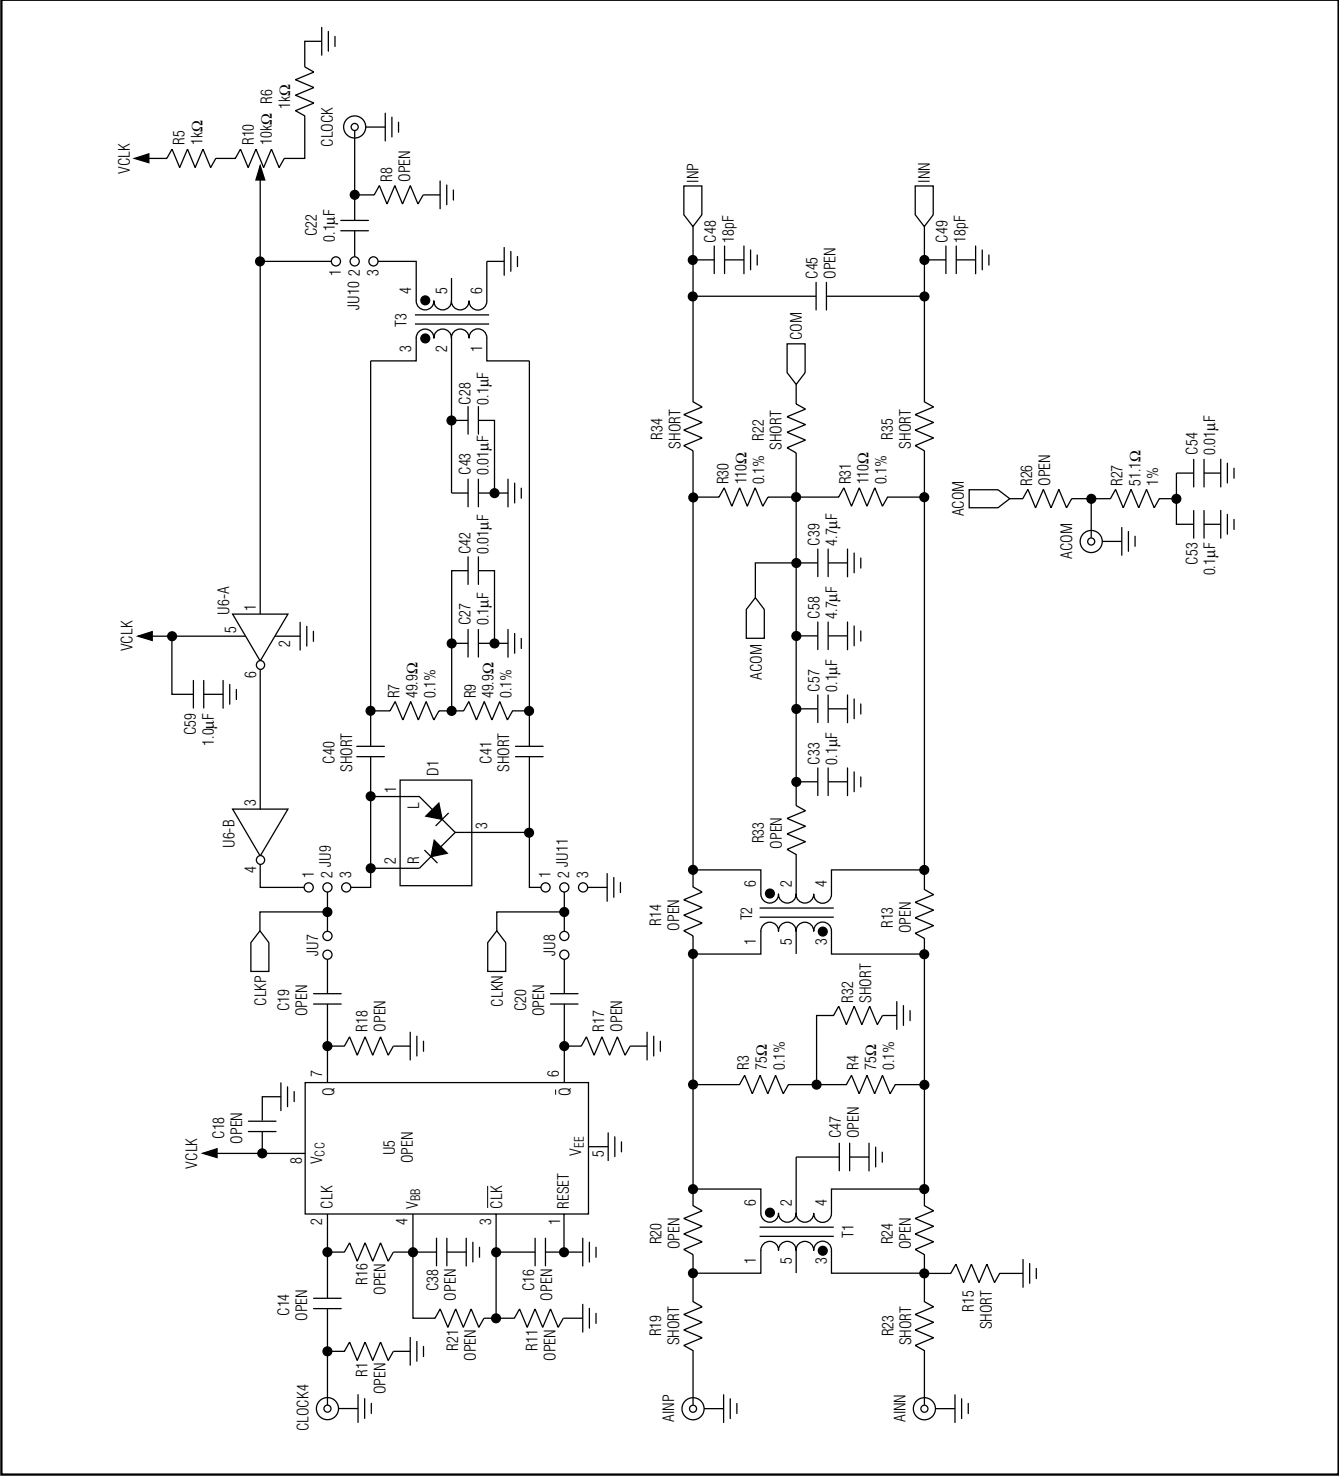 VCLK
R5
1kΩ
R10
10kΩ
R6
1kΩ
CLOCK
R8
OPEN
C22
0.1µF
1
2
3
JU10
4
5
6
T3
3
2
1
C28
0.1µF
C43
0.01µF
C42
0.01µF
C27
0.1µF
R7
49.9Ω
0.1%
R9
49.9Ω
0.1%
C40
SHORT
C41
SHORT
D1
1
L
2
R
3
VCLK
U6-A
1
5
2
6
C59
1.0µF
U6-B
3
4
1
2
3
JU9
1
2
3
JU11
CLKP
JU7
C19
OPEN
R18
OPEN
CLKN
JU8
C20
OPEN
R17
OPEN
VCLK
C18
OPEN
7
Q
6
Q
8
VCC
U5
OPEN
VEE
5
2
CLK
4
VBB
3
CLK
1
RESET
R16
OPEN
C38
OPEN
C16
OPEN
C14
OPEN
R21
OPEN
R11
OPEN
R1
OPEN
CLOCK4
INP
C48
18pF
INN
C49
18pF
C45
OPEN
COM
R34
SHORT
R22
SHORT
R35
SHORT
R30
110Ω
0.1%
R31
110Ω
0.1%
C39
4.7µF
ACOM
C58
4.7µF
C57
0.1µF
C33
0.1µF
R33
OPEN
R14
OPEN
R13
OPEN
T2
6
2
4
1
5
3
R32
SHORT
R3
75Ω
0.1%
R4
75Ω
0.1%
C47
OPEN
R20
OPEN
R24
OPEN
6
2
4
T1
1
5
3
R19
SHORT
R23
SHORT
R15
SHORT
AINP
AINN
ACOM
R26
OPEN
ACOM
R27
51.1Ω
1%
C54
0.01µF
C53
0.1µF